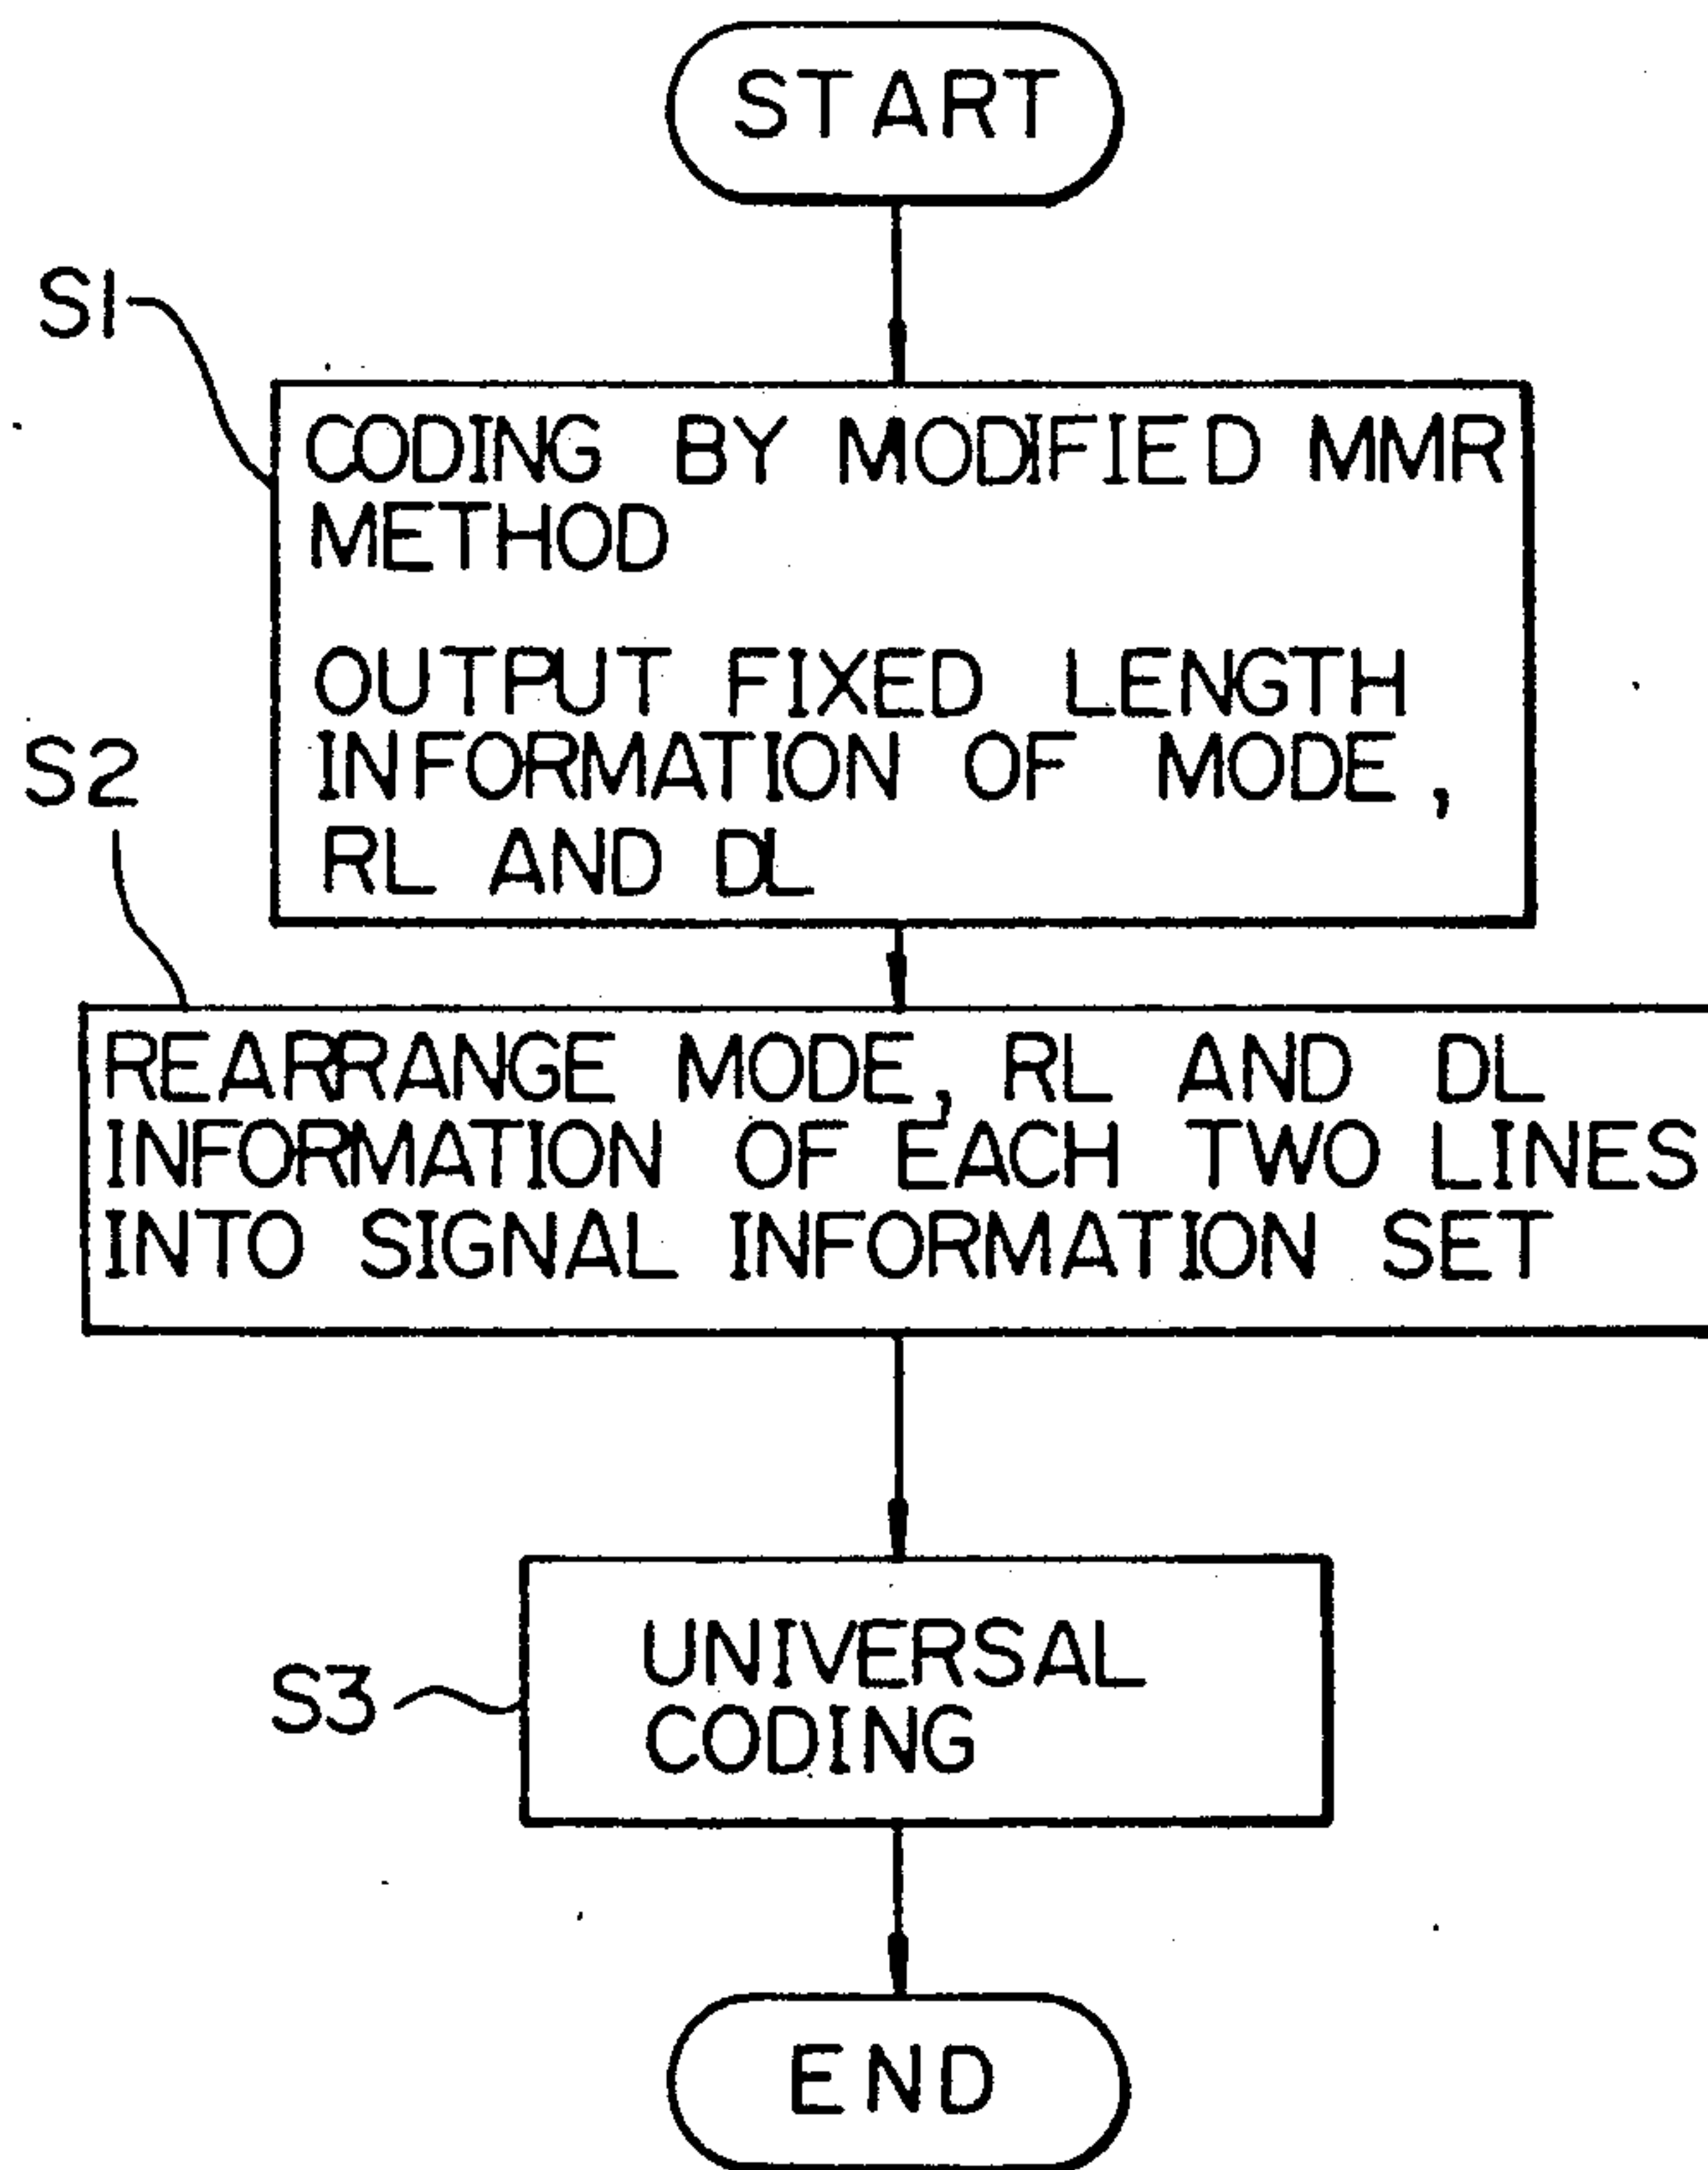 START
S1
CODING BY MODIFIED MMR
METHOD
OUTPUT FIXED LENGTH
INFORMATION OF MODE,
RL AND DL
S2
REARRANGE MODE, RL AND DL
INFORMATION OF EACH TWO LINES
INTO SIGNAL INFORMATION SET
UNIVERSAL
S3
CODING
END